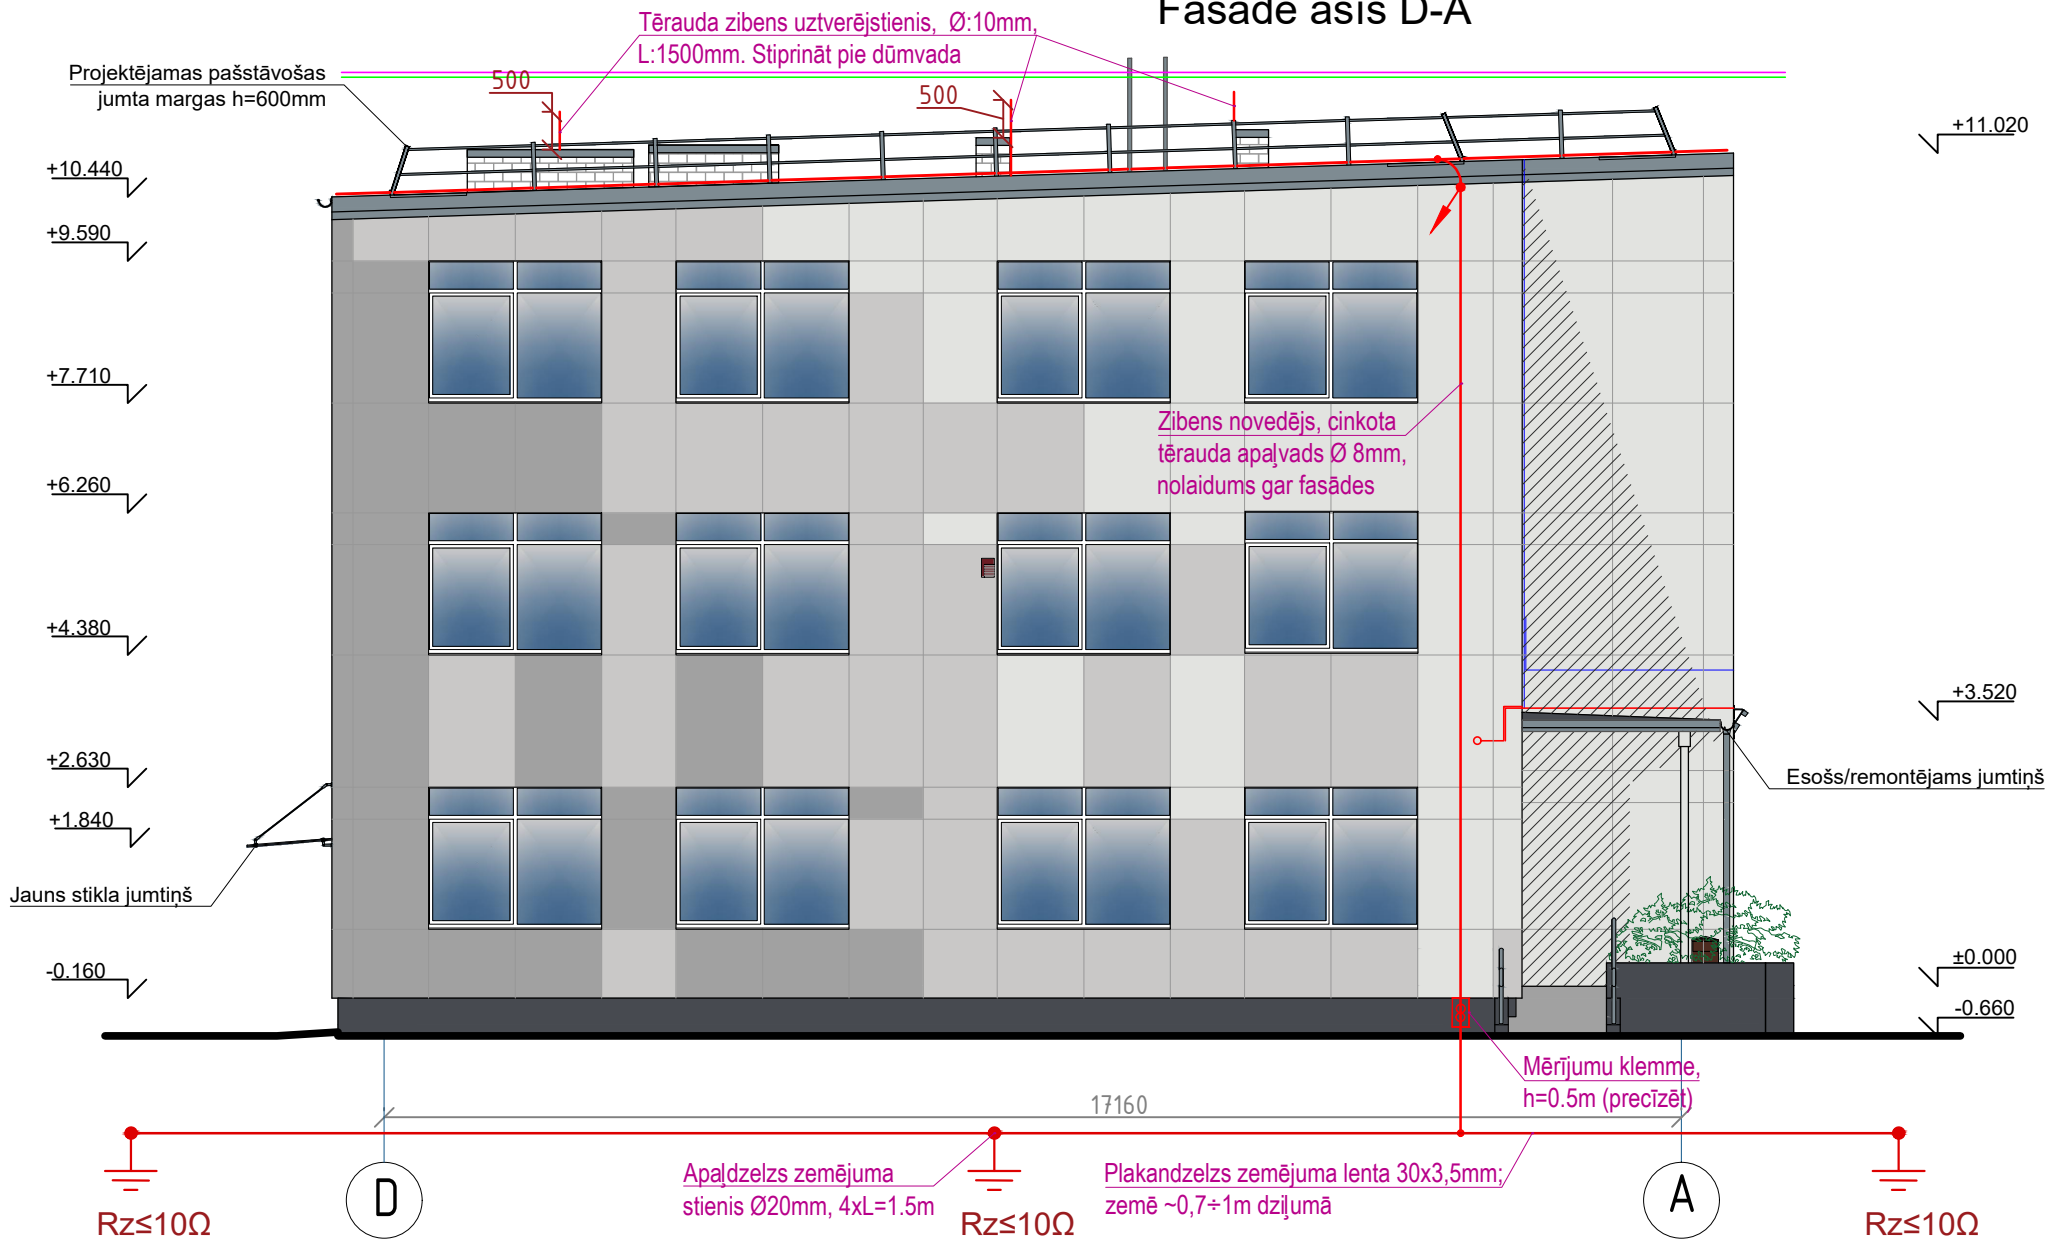 Fasāde asīs D-A
Tērauda zibens uztverējstienis, Ø:10mm,
L:1500mm. Stiprināt pie dūmvada
Projektējamas pašstāvošas
jumta margas h=600mm
500
500
+11.020
+10.440
+9.590
+7.710
Zibens novedējs, cinkota
tērauda apaļvads Ø 8mm,
nolaidums gar fasādes
+6.260
+4.380
+3.520
+2.630
Esošs/remontējams jumtiņš
+1.840
Jauns stikla jumtiņš
-0.160
±0.000
-0.660
Mērījumu klemme,
h=0.5m (precīzēt)
17160
Apaļdzelzs zemējuma
stienis Ø20mm, 4xL=1.5m
Plakandzelzs zemējuma lenta 30x3,5mm;
zemē ~0,7÷1m dziļumā
D
A
Rz≤10Ω
Rz≤10Ω
Rz≤10Ω